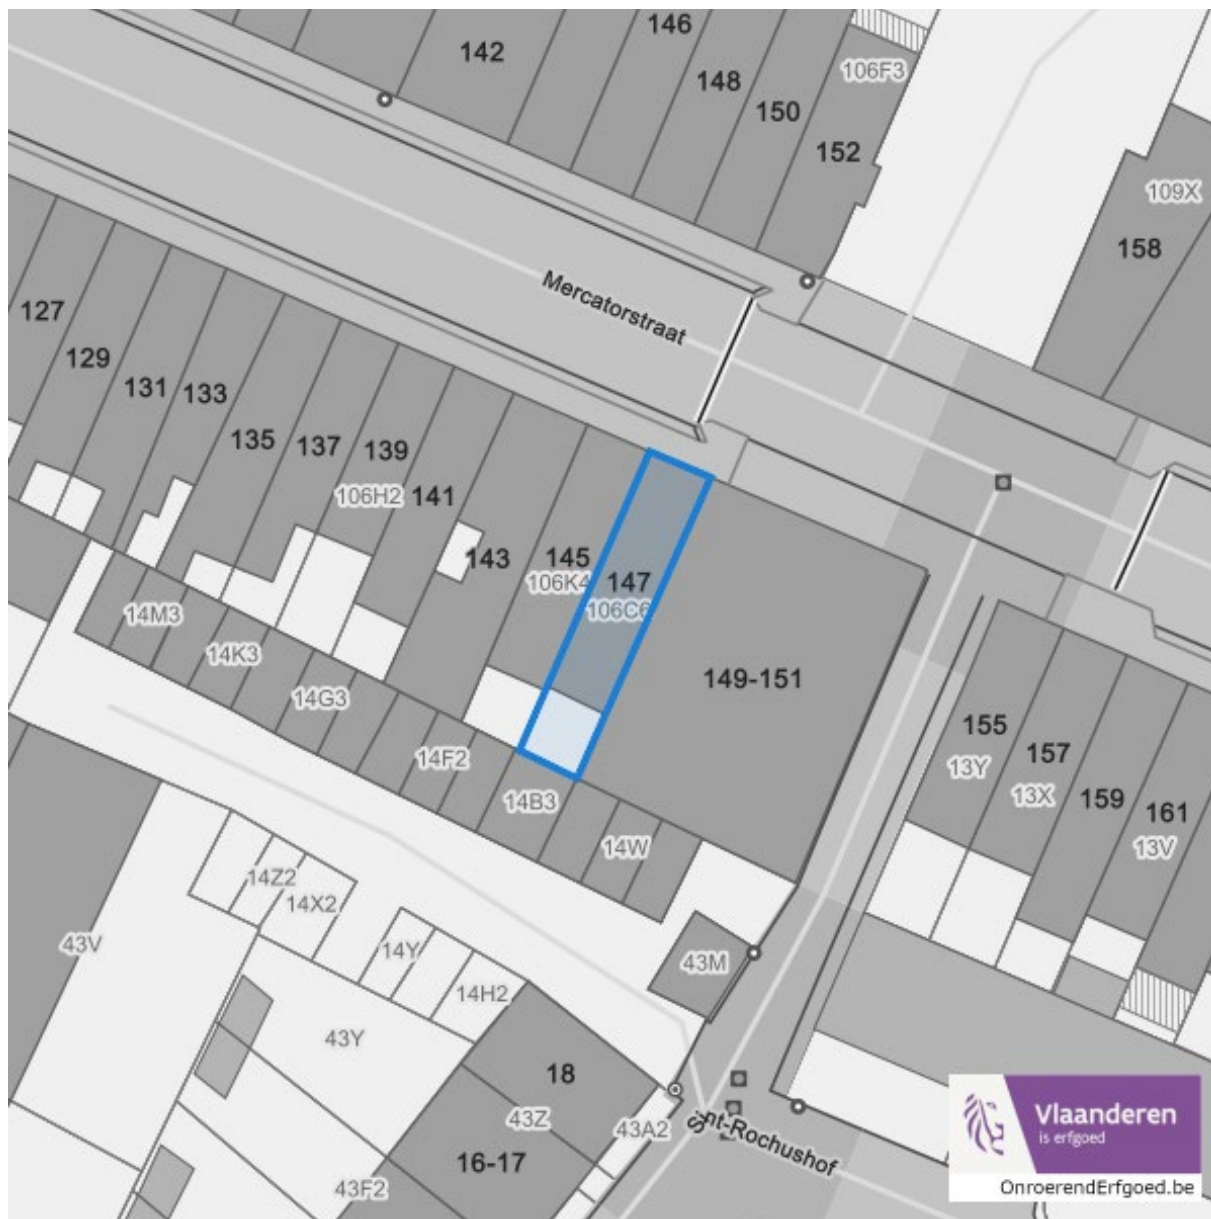 142
146
148
150
152
106F3
109X
158
Mercatorstraat
127
129
131
133
135
137
139
106H2
141
143
145
106K4
147
106C6
149-151
155
13Y
157
13X
159
161
13V
14M3
14K3
14G3
14F2
14B3
14W
43V
14Z2
14X2
14Y
14H2
43M
43Y
18
43Z
43A2
16-17
43F2
Sint-Rochushof
Vlaanderen
is erfgoed
OnroerendErfgoed.be